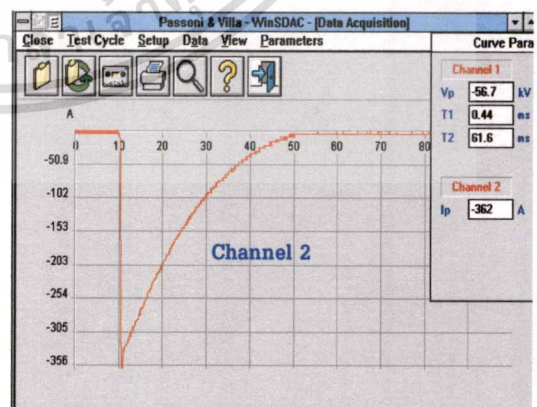 Passoni & Villa - WinSDAC - [Data Acquisition]
Close Test Cycle Setup Data View Parameters
Curve Para
Channel 1
Vp -56.7 kV
T1 0.44 ms
T2 61.6 ms
Channel 2
Ip -362 A
A
0 10 20 30 40 50 60 70 80
-50.9
-102
-153
-203
-254
-305
-356
Channel 2